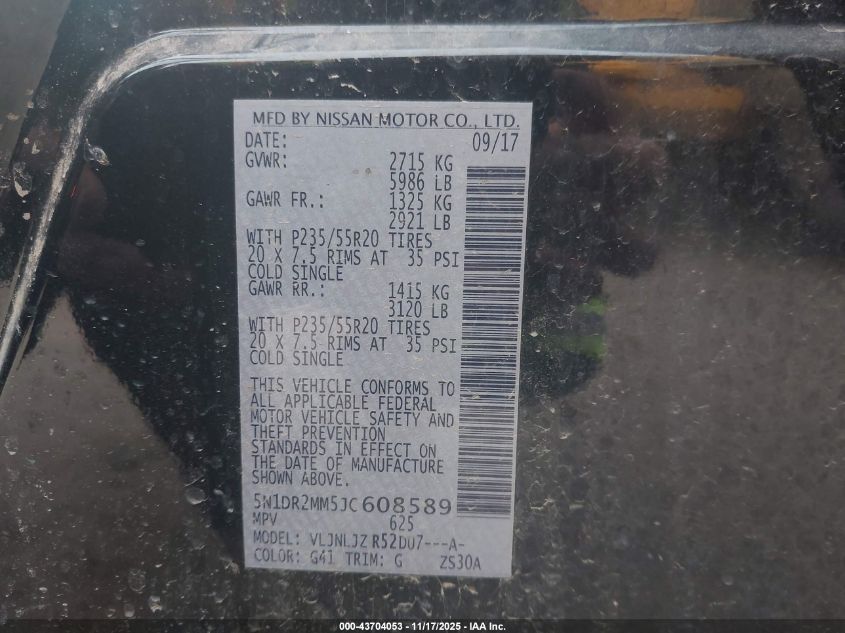 MFD BY NISSAN MOTOR CO., LTD.
DATE: 09/17
GVWR: 2715 KG
5986 LB
GAWR FR.: 1325 KG
2921 LB
WITH P235/55R20 TIRES
20 X 7.5 RIMS AT 35 PSI
COLD SINGLE
GAWR RR.: 1415 KG
3120 LB
WITH P235/55R20 TIRES
20 X 7.5 RIMS AT 35 PSI
COLD SINGLE
THIS VEHICLE CONFORMS TO
ALL APPLICABLE FEDERAL
MOTOR VEHICLE SAFETY AND
THEFT PREVENTION
STANDARDS IN EFFECT ON
THE DATE OF MANUFACTURE
SHOWN ABOVE.
5N1DR2MM5JC608589
MPV 625
MODEL: VLJNLJZ R52DU7---A-
COLOR: G41 TRIM: G ZS30A
000-43704053 - 11/17/2025 - IAA Inc.